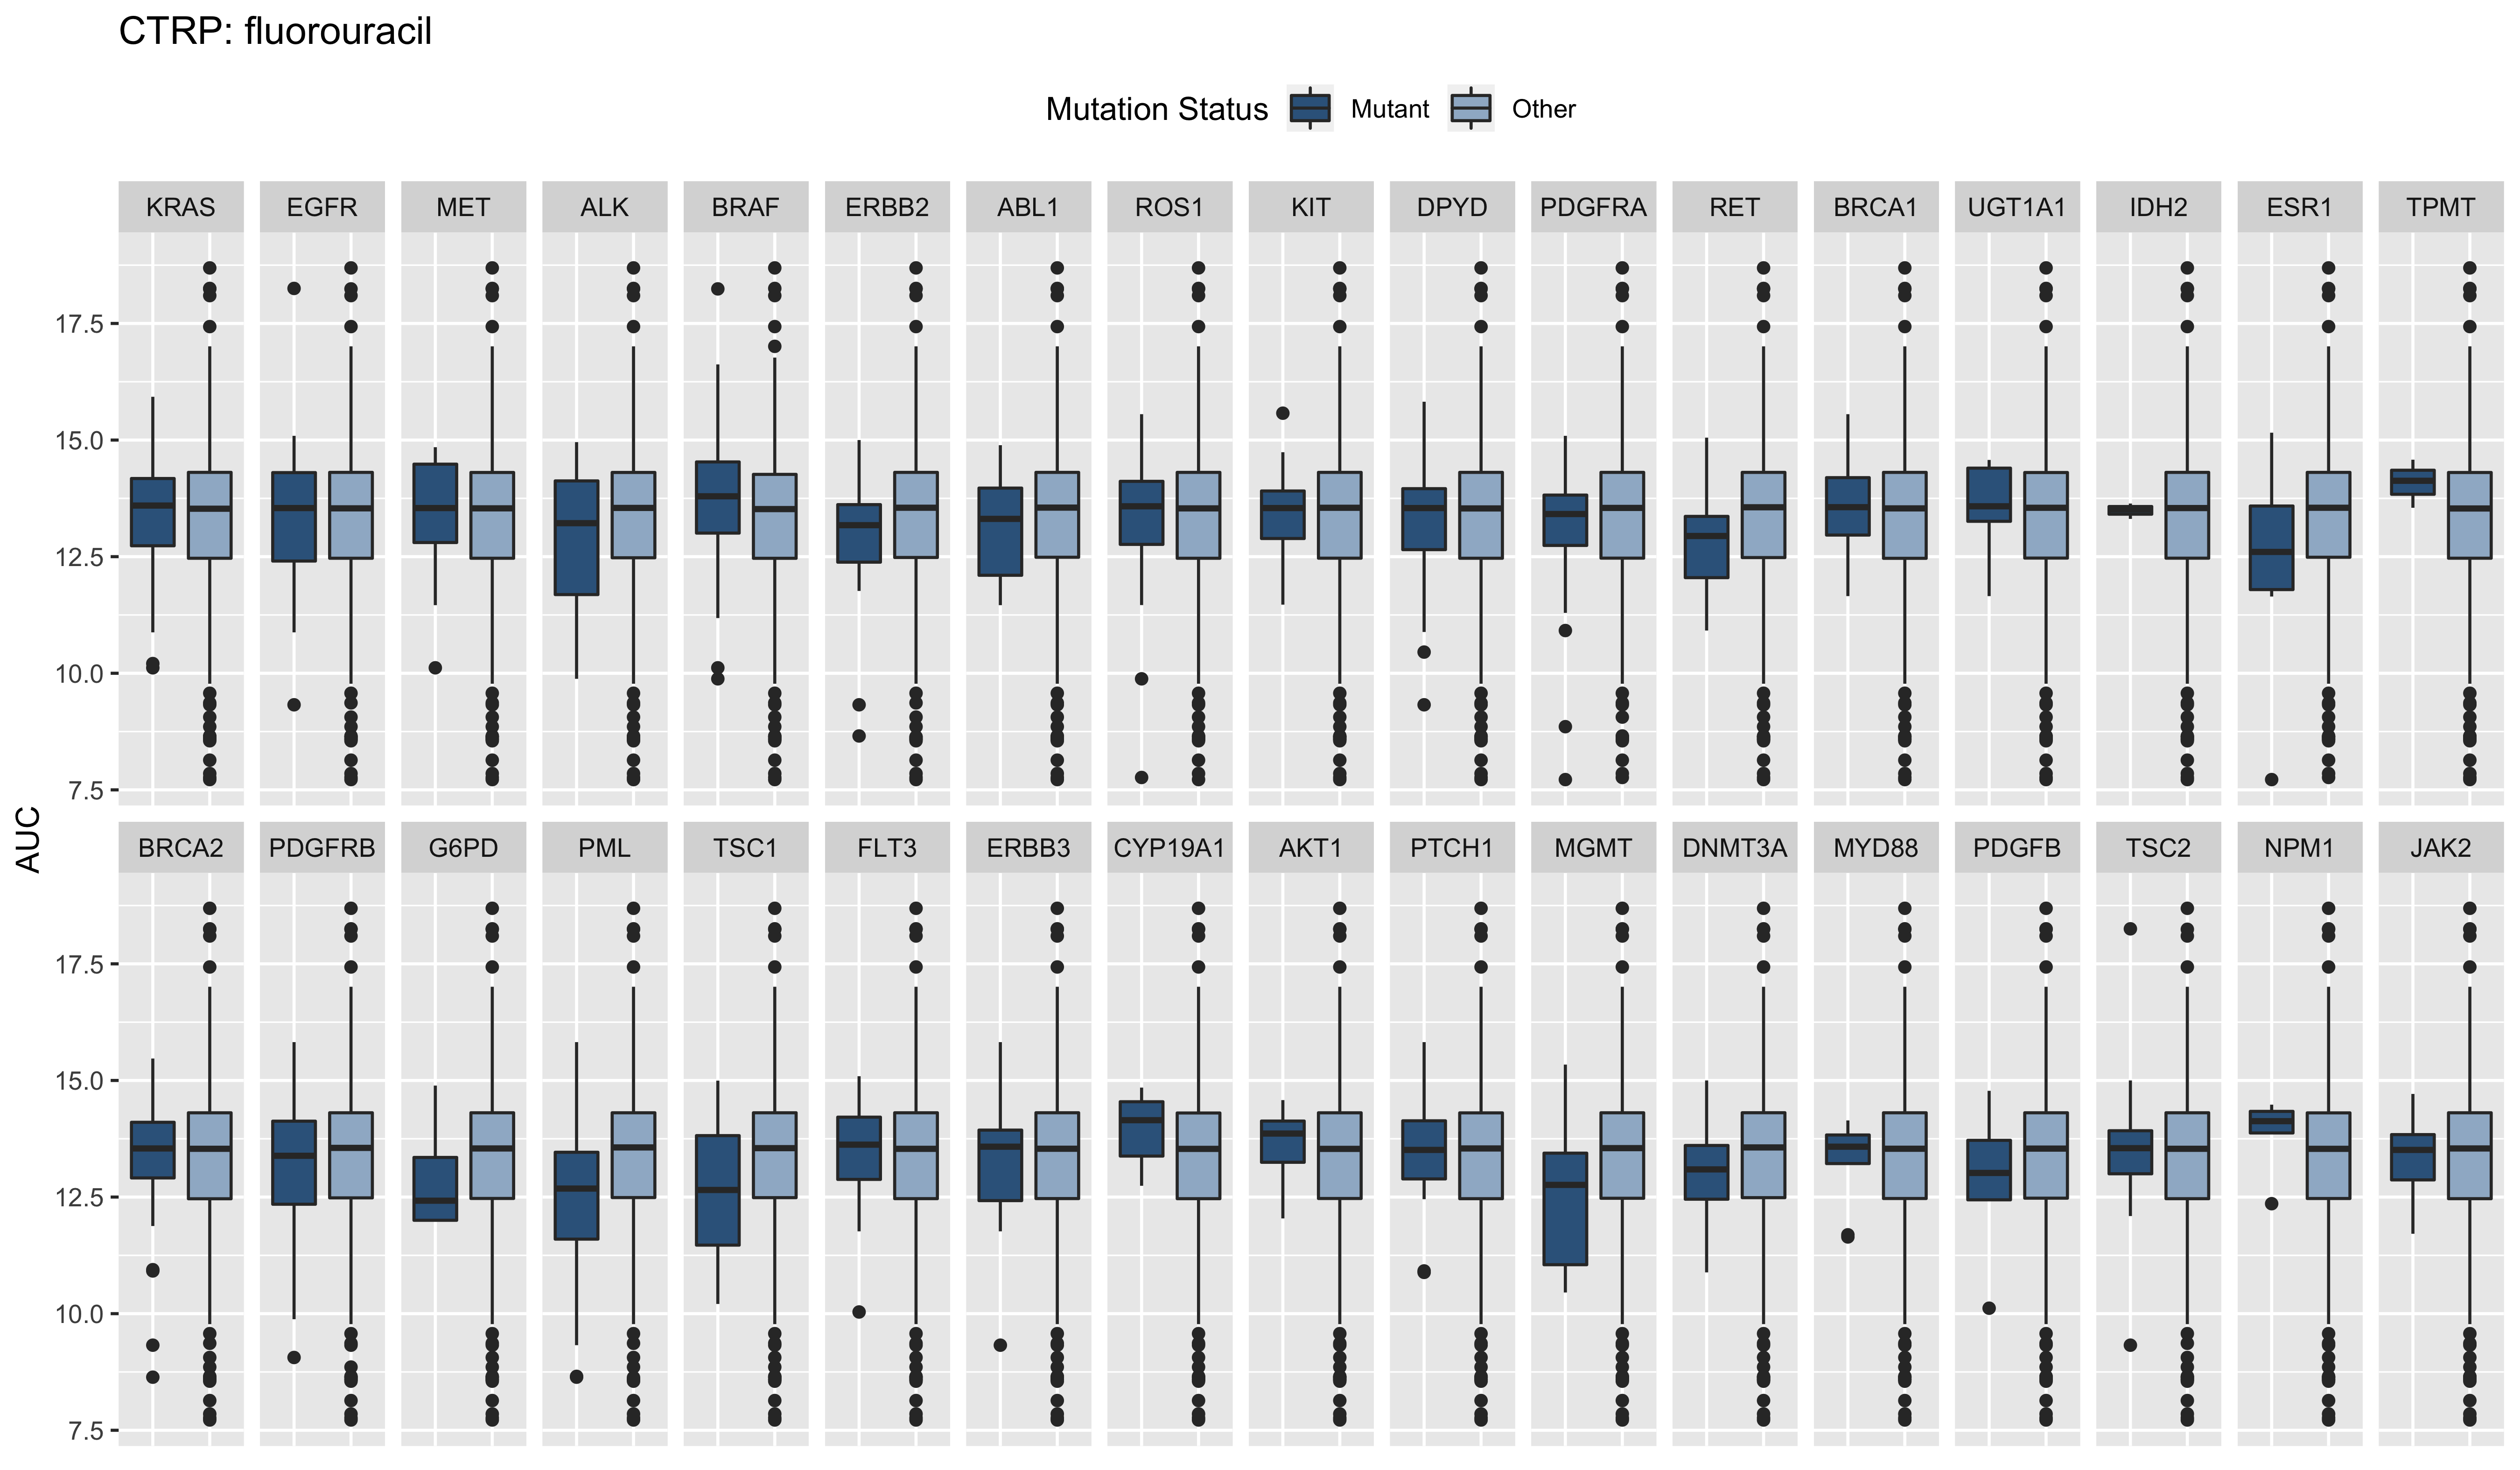 CTRP: fluorouracil
Mutation Status Mutant Other
KRAS EGFR MET ALK BRAF ERBB2 ABL1 ROS1 KIT DPYD PDGFRA RET BRCA1 UGT1A1 IDH2 ESR1 TPMT
17.5
15.0
12.5
10.0
7.5
AUC
BRCA2 PDGFRB G6PD PML TSC1 FLT3 ERBB3 CYP19A1 AKT1 PTCH1 MGMT DNMT3A MYD88 PDGFB TSC2 NPM1 JAK2
17.5
15.0
12.5
10.0
7.5